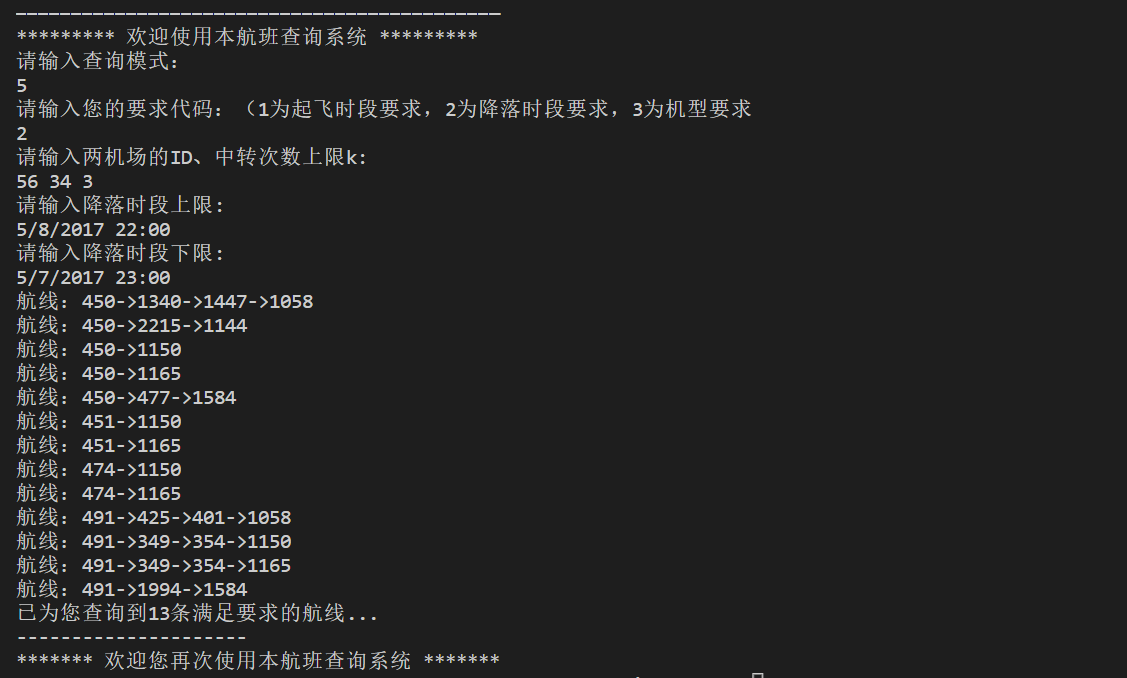 ********* 欢迎使用本航班查询系统 *********
请输入查询模式:
5
请输入您的要求代码: (1为起飞时段要求, 2为降落时段要求, 3为机型要求
2
请输入两机场的ID、中转次数上限k:
56 34 3
请输入降落时段上限:
5/8/2017 22:00
请输入降落时段下限:
5/7/2017 23:00
航线: 450->1340->1447->1058
航线: 450->2215->1144
航线: 450->1150
航线: 450->1165
航线: 450->477->1584
航线: 451->1150
航线: 451->1165
航线: 474->1150
航线: 474->1165
航线: 491->425->401->1058
航线: 491->349->354->1150
航线: 491->349->354->1165
航线: 491->1994->1584
已为您查询到13条满足要求的航线...
---------------------
******* 欢迎您再次使用本航班查询系统 *******